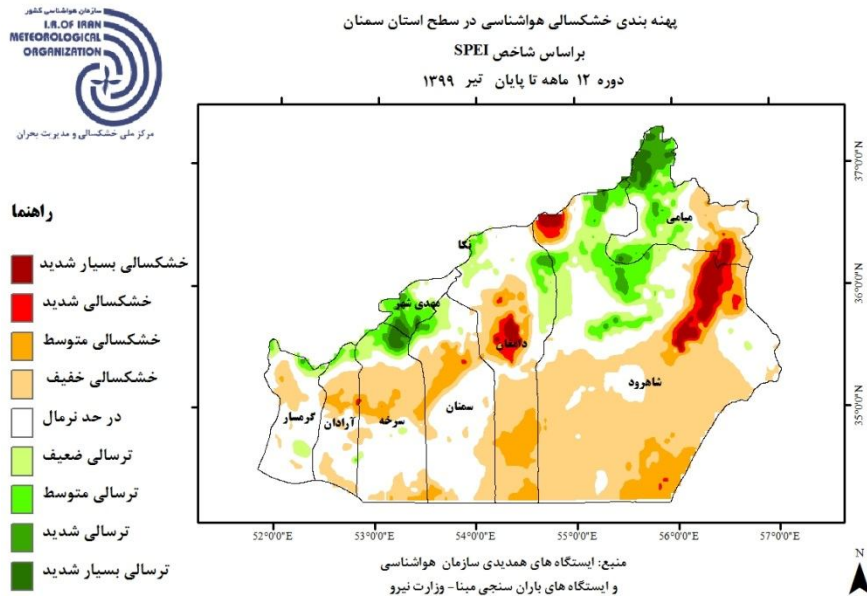 سازمان هواشناسی کشور
I.R.OF IRAN
METEOROLOGICAL
ORGANIZATION
مرکز ملی خشکسالی و مدیریت بحران
پهنه بندی خشکسالی هواشناسی در سطح استان سمنان
براساس شاخص SPEI
دوره ۱۲ ماهه تا پایان تیر ۱۳۹۹
راهنما
خشکسالی بسیار شدید
خشکسالی شدید
خشکسالی متوسط
خشکسالی خفیف
در حد نرمال
ترسالی ضعیف
ترسالی متوسط
ترسالی شدید
ترسالی بسیار شدید
میامی
نکا
مهدی شهر
دامغان
شاهرود
سمنان
سرخه
آرادان
گرمسار
37°0'0"N
36°0'0"N
35°0'0"N
52°0'0"E
53°0'0"E
54°0'0"E
55°0'0"E
56°0'0"E
57°0'0"E
منبع: ایستگاه های همدیدی سازمان هواشناسی
و ایستگاه های باران سنجی مبنا- وزارت نیرو
N